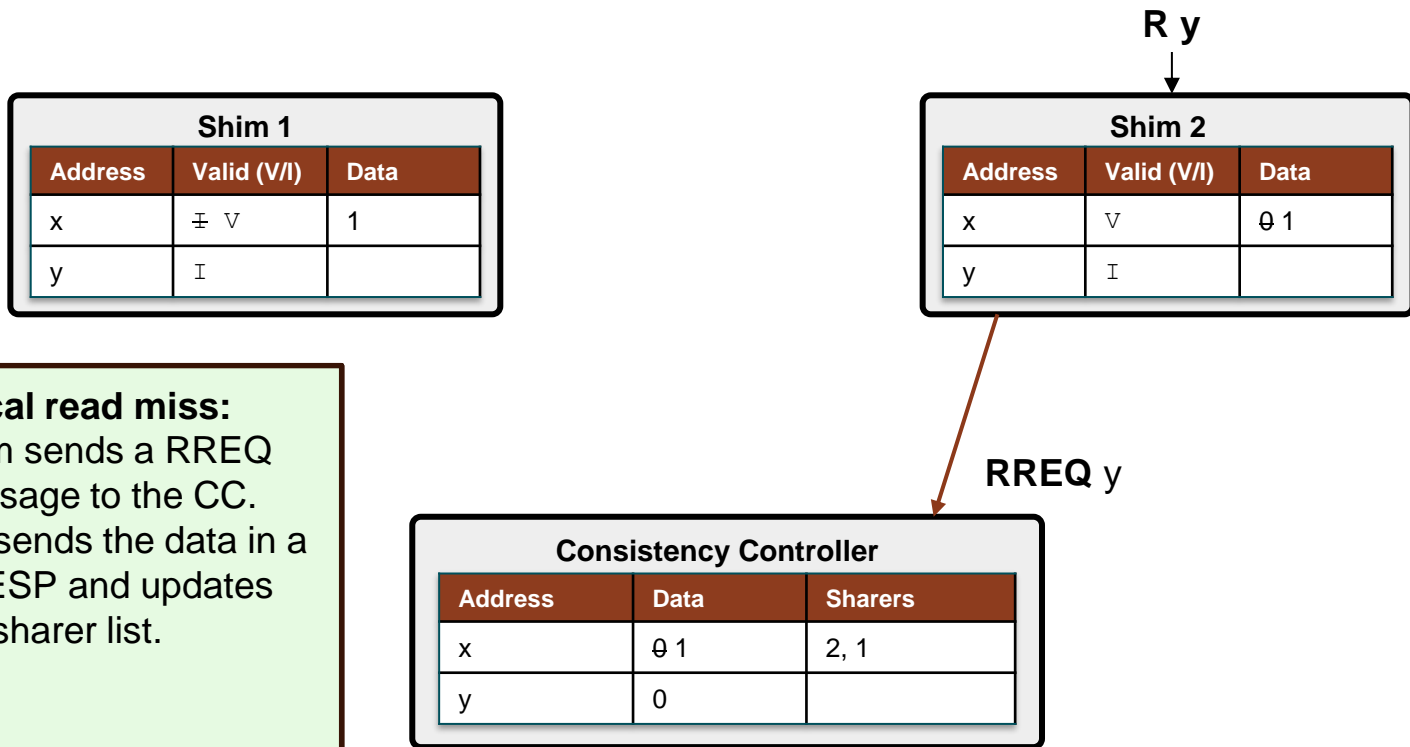 R y
Shim 1
Address Valid (V/I) Data
x I V 1
y I
Shim 2
Address Valid (V/I) Data
x V 0 1
y I
cal read miss:
sends a RREQ
sage to the CC.
sends the data in a
ESP and updates
sharer list.
RREQ y
Consistency Controller
Address Data Sharers
x 0 1 2, 1
y 0